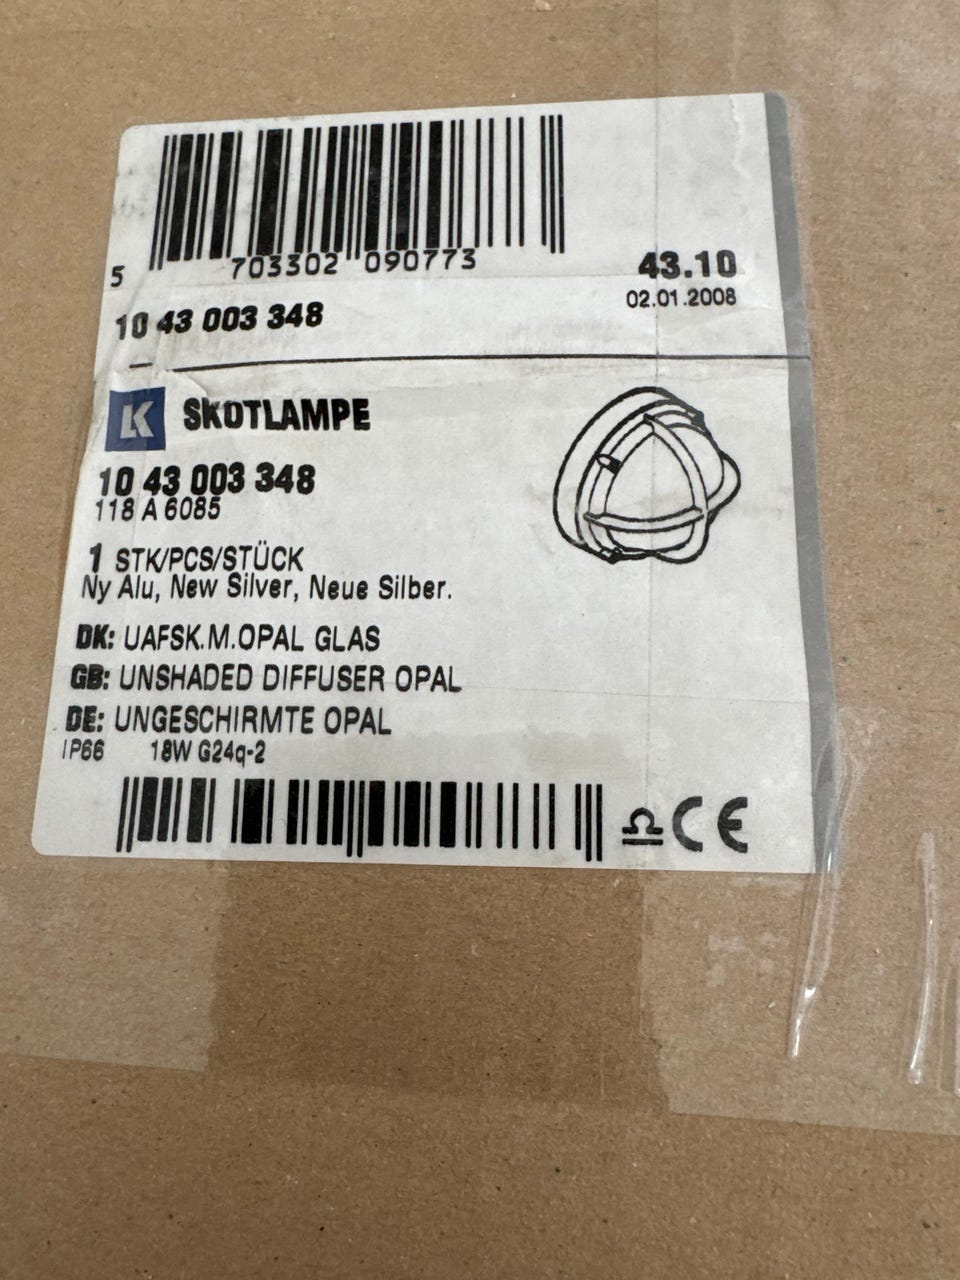 5 703302 090773
43.10
02.01.2008
10 43 003 348
LK SKOTLAMPE
10 43 003 348
118 A 6085
1 STK/PCS/STÜCK
Ny Alu, New Silver, Neue Silber.
DK: UAFSK.M.OPAL GLAS
GB: UNSHADED DIFFUSER OPAL
DE: UNGESCHIRMTE OPAL
IP66 18W G24q-2
CE